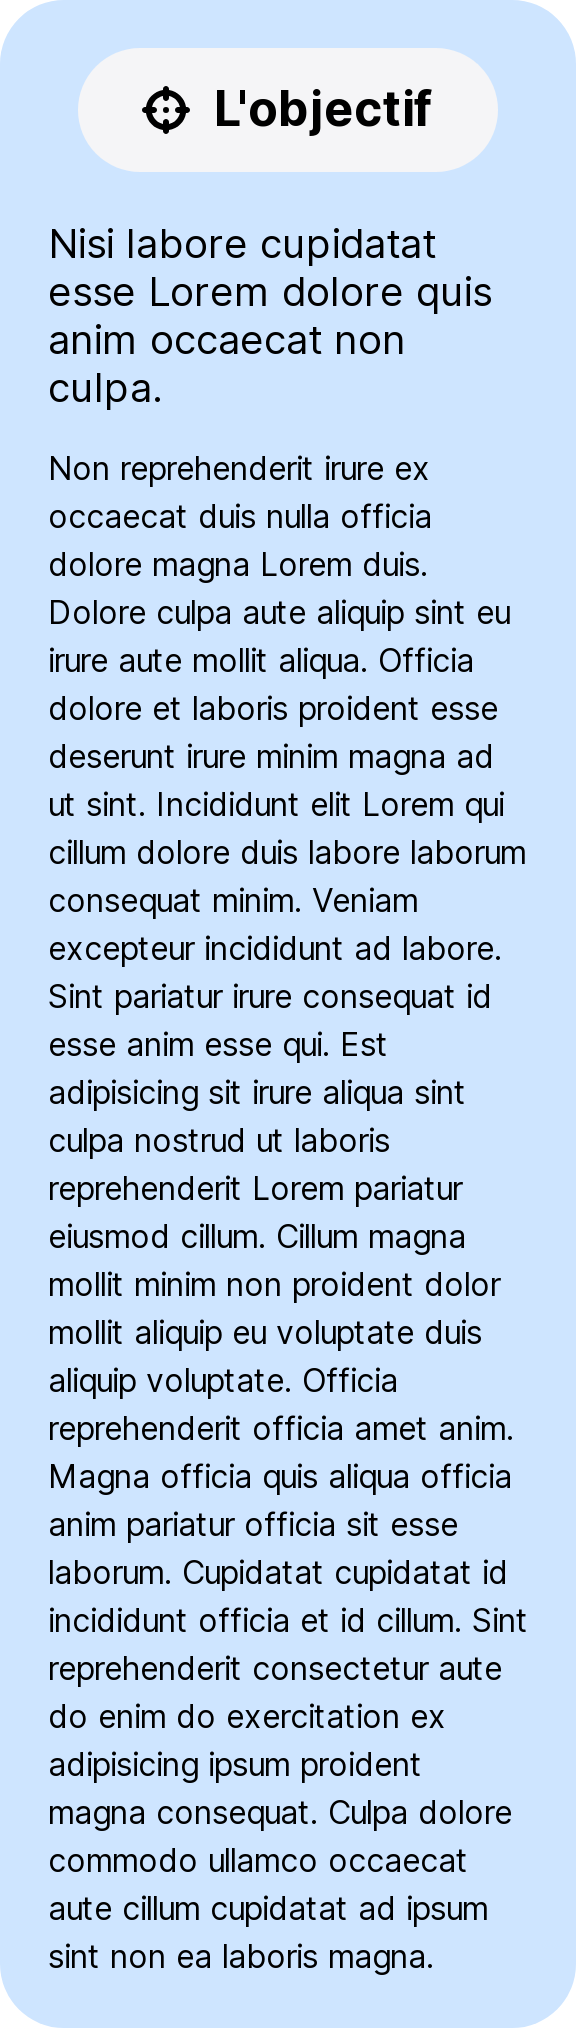 L'objectif
Nisi labore cupidatat
esse Lorem dolore quis
anim occaecat non
culpa.
Non reprehenderit irure ex
occaecat duis nulla officia
dolore magna Lorem duis.
Dolore culpa aute aliquip sint eu
irure aute mollit aliqua. Officia
dolore et laboris proident esse
deserunt irure minim magna ad
ut sint. Incididunt elit Lorem qui
cillum dolore duis labore laborum
consequat minim. Veniam
excepteur incididunt ad labore.
Sint pariatur irure consequat id
esse anim esse qui. Est
adipisicing sit irure aliqua sint
culpa nostrud ut laboris
reprehenderit Lorem pariatur
eiusmod cillum. Cillum magna
mollit minim non proident dolor
mollit aliquip eu voluptate duis
aliquip voluptate. Officia
reprehenderit officia amet anim.
Magna officia quis aliqua officia
anim pariatur officia sit esse
laborum. Cupidatat cupidatat id
incididunt officia et id cillum. Sint
reprehenderit consectetur aute
do enim do exercitation ex
adipisicing ipsum proident
magna consequat. Culpa dolore
commodo ullamco occaecat
aute cillum cupidatat ad ipsum
sint non ea laboris magna.